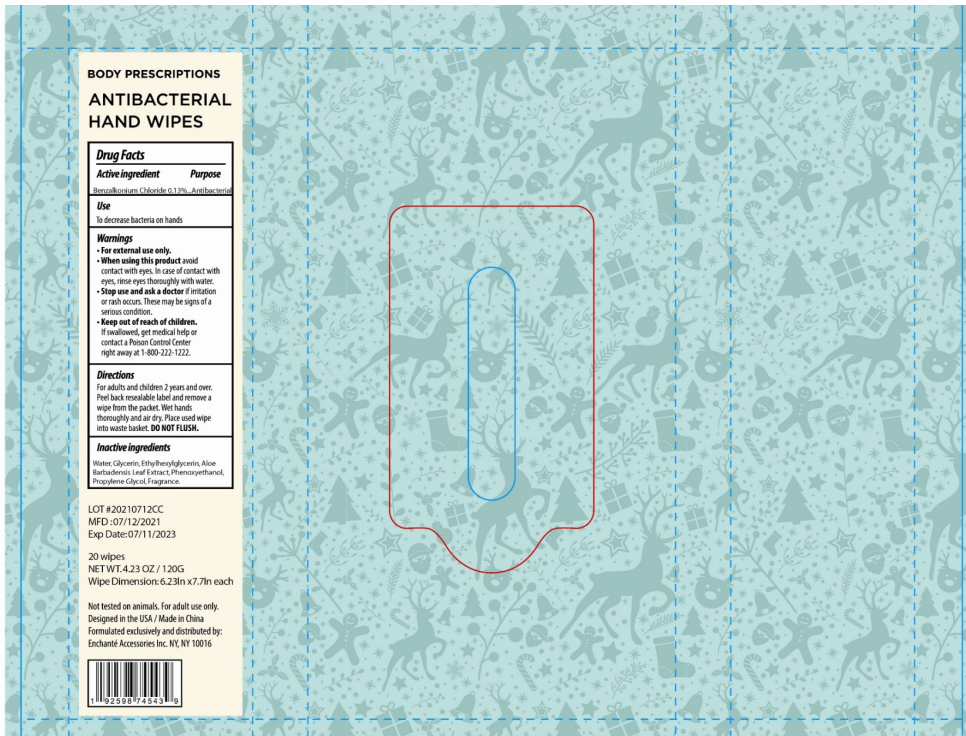 BODY PRESCRIPTIONS
ANTIBACTERIAL
HAND WIPES
Drug Facts
Active ingredient Purpose
Benzalkonium Chloride 0.13%...Antibacterial
Use
To decrease bacteria on hands
Warnings
• For external use only.
• When using this product avoid
contact with eyes. In case of contact with
eyes, rinse eyes thoroughly with water.
• Stop use and ask a doctor if irritation
or rash occurs. These may be signs of a
serious condition.
• Keep out of reach of children.
If swallowed, get medical help or
contact a Poison Control Center
right away at 1-800-222-1222.
Directions
For adults and children 2 years and over.
Peel back resealable label and remove a
wipe from the packet. Wet hands
thoroughly and air dry. Place used wipe
into waste basket. DO NOT FLUSH.
Inactive ingredients
Water, Glycerin, Ethylhexylglycerin, Aloe
Barbadensis Leaf Extract, Phenoxyethanol,
Propylene Glycol, Fragrance.
LOT #20210712CC
MFD :07/12/2021
Exp Date:07/11/2023
20 wipes
NET WT.4.23 OZ / 120G
Wipe Dimension: 6.23In x7.7In each
Not tested on animals. For adult use only.
Designed in the USA / Made in China
Formulated exclusively and distributed by:
Enchanté Accessories Inc. NY, NY 10016
1 92598 74543 9